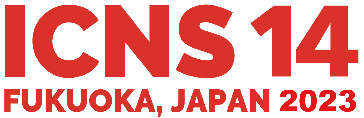 ICNS 14
FUKUOKA, JAPAN 2023